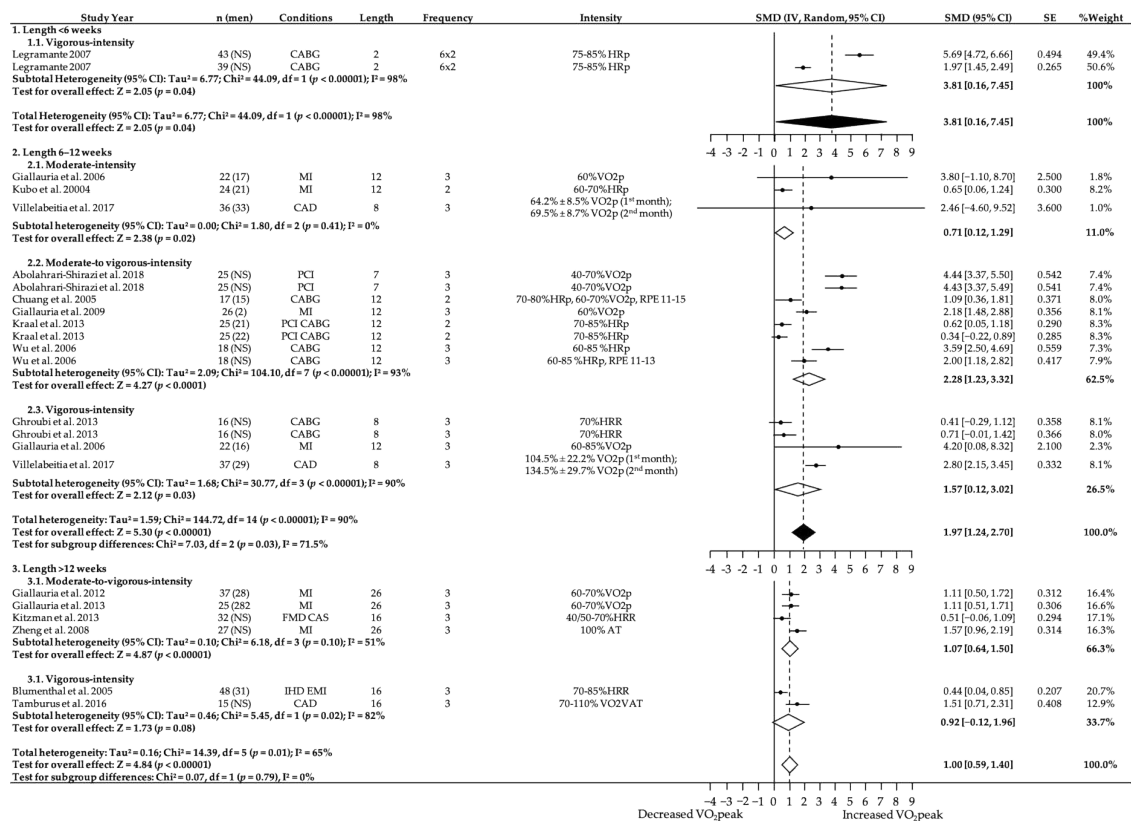 Study Year n (men) Conditions Length Frequency Intensity SMD (IV, Random, 95% CI) SMD (95% CI) SE %Weight
1. Length <6 weeks
1.1. Vigorous-intensity
Legramante 2007 43 (NS) CABG 2 6x2 75-85% HRp 5.69 [4.72, 6.66] 0.494 49.4%
Legramante 2007 39 (NS) CABG 2 6x2 75-85% HRp 1.97 [1.45, 2.49] 0.265 50.6%
Subtotal Heterogeneity (95% CI): Tau² = 6.77; Chi² = 44.09, df = 1 (p < 0.00001); I² = 98%
Test for overall effect: Z = 2.05 (p = 0.04) 3.81 [0.16, 7.45] 100%
Total Heterogeneity (95% CI): Tau² = 6.77; Chi² = 44.09, df = 1 (p < 0.00001); I² = 98%
Test for overall effect: Z = 2.05 (p = 0.04) 3.81 [0.16, 7.45] 100%
-4 -3 -2 -1 0 1 2 3 4 5 6 7 8 9
2. Length 6–12 weeks
2.1. Moderate-intensity
Giallauria et al. 2006 22 (17) MI 12 3 60%VO2p 3.80 [−1.10, 8.70] 2.500 1.8%
Kubo et al. 20004 24 (21) MI 12 2 60-70%HRp 0.65 [0.06, 1.24] 0.300 8.2%
Villelabeitia et al. 2017 36 (33) CAD 8 3 64.2% ± 8.5% VO2p (1st month); 69.5% ± 8.7% VO2p (2nd month) 2.46 [−4.60, 9.52] 3.600 1.0%
Subtotal heterogeneity (95% CI): Tau² = 0.00; Chi² = 1.80, df = 2 (p = 0.41); I² = 0%
Test for overall effect: Z = 2.38 (p = 0.02) 0.71 [0.12, 1.29] 11.0%
2.2. Moderate-to vigorous-intensity
Abolahrari-Shirazi et al. 2018 25 (NS) PCI 7 3 40-70%VO2p 4.44 [3.37, 5.50] 0.542 7.4%
Abolahrari-Shirazi et al. 2018 25 (NS) PCI 7 3 40-70%VO2p 4.43 [3.37, 5.49] 0.541 7.4%
Chuang et al. 2005 17 (15) CABG 12 2 70-80%HRp, 60-70%VO2p, RPE 11-15 1.09 [0.36, 1.81] 0.371 8.0%
Giallauria et al. 2009 26 (2) MI 12 3 60%VO2p 2.18 [1.48, 2.88] 0.356 8.1%
Kraal et al. 2013 25 (21) PCI CABG 12 2 70-85%HRp 0.62 [0.05, 1.18] 0.290 8.3%
Kraal et al. 2013 25 (22) PCI CABG 12 2 70-85%HRp 0.34 [−0.22, 0.89] 0.285 8.3%
Wu et al. 2006 18 (NS) CABG 12 3 60-85 %HRp 3.59 [2.50, 4.69] 0.559 7.3%
Wu et al. 2006 18 (NS) CABG 12 3 60-85 %HRp, RPE 11-13 2.00 [1.18, 2.82] 0.417 7.9%
Subtotal heterogeneity (95% CI): Tau² = 2.09; Chi² = 104.10, df = 7 (p < 0.00001); I² = 93%
Test for overall effect: Z = 4.27 (p < 0.0001) 2.28 [1.23, 3.32] 62.5%
2.3. Vigorous-intensity
Ghroubi et al. 2013 16 (NS) CABG 8 3 70%HRR 0.41 [−0.29, 1.12] 0.358 8.1%
Ghroubi et al. 2013 16 (NS) CABG 8 3 70%HRR 0.71 [−0.01, 1.42] 0.366 8.0%
Giallauria et al. 2006 22 (16) MI 12 3 60-85%VO2p 4.20 [0.08, 8.32] 2.100 2.3%
Villelabeitia et al. 2017 37 (29) CAD 8 3 104.5% ± 22.2% VO2p (1st month); 134.5% ± 29.7% VO2p (2nd month) 2.80 [2.15, 3.45] 0.332 8.1%
Subtotal heterogeneity (95% CI): Tau² = 1.68; Chi² = 30.77, df = 3 (p < 0.00001); I² = 90%
Test for overall effect: Z = 2.12 (p = 0.03) 1.57 [0.12, 3.02] 26.5%
Total heterogeneity: Tau² = 1.59; Chi² = 144.72, df = 14 (p < 0.00001); I² = 90%
Test for overall effect: Z = 5.30 (p < 0.00001) 1.97 [1.24, 2.70] 100.0%
Test for subgroup differences: Chi² = 7.03, df = 2 (p = 0.03), I² = 71.5%
-4 -3 -2 -1 0 1 2 3 4 5 6 7 8 9
3. Length >12 weeks
3.1. Moderate-to-vigorous-intensity
Giallauria et al. 2012 37 (28) MI 26 3 60-70%VO2p 1.11 [0.50, 1.72] 0.312 16.4%
Giallauria et al. 2013 25 (282 MI 26 3 60-70%VO2p 1.11 [0.51, 1.71] 0.306 16.6%
Kitzman et al. 2013 32 (NS) FMD CAS 16 3 40/50-70%HRR 0.51 [−0.06, 1.09] 0.294 17.1%
Zheng et al. 2008 27 (NS) MI 26 3 100% AT 1.57 [0.96, 2.19] 0.314 16.3%
Subtotal heterogeneity (95% CI): Tau² = 0.10; Chi² = 6.18, df = 3 (p = 0.10); I² = 51%
Test for overall effect: Z = 4.87 (p < 0.00001) 1.07 [0.64, 1.50] 66.3%
3.1. Vigorous-intensity
Blumenthal et al. 2005 48 (31) IHD EMI 16 3 70-85%HRR 0.44 [0.04, 0.85] 0.207 20.7%
Tamburus et al. 2016 15 (NS) CAD 16 3 70-110% VO2VAT 1.51 [0.71, 2.31] 0.408 12.9%
Subtotal heterogeneity (95% CI): Tau² = 0.46; Chi² = 5.45, df = 1 (p = 0.02); I² = 82%
Test for overall effect: Z = 1.73 (p = 0.08) 0.92 [−0.12, 1.96] 33.7%
Total heterogeneity: Tau² = 0.16; Chi² = 14.39, df = 5 (p = 0.01); I² = 65%
Test for overall effect: Z = 4.84 (p < 0.00001) 1.00 [0.59, 1.40] 100.0%
Test for subgroup differences: Chi² = 0.07, df = 1 (p = 0.79), I² = 0%
-4 -3 -2 -1 0 1 2 3 4 5 6 7 8 9
Decreased VO₂peak Increased VO₂peak